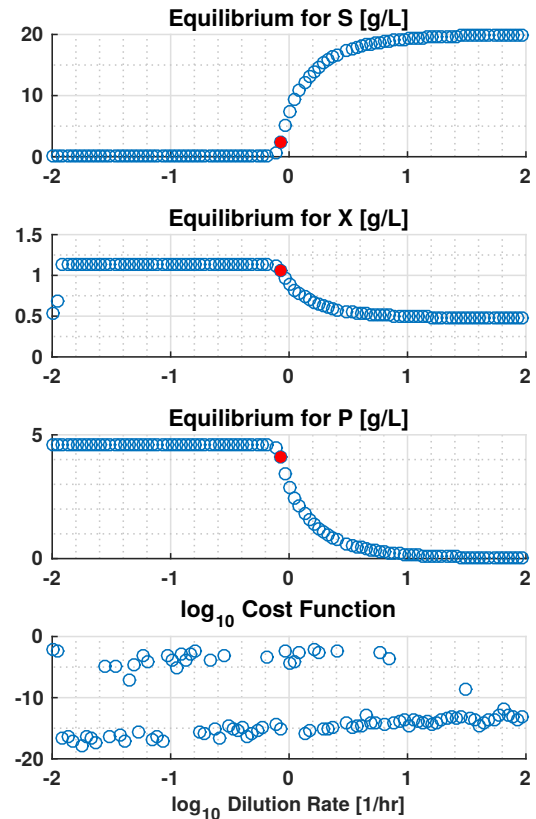 Equilibrium for S [g/L]
20
10
0
-2 -1 0 1 2
Equilibrium for X [g/L]
1.5
1
0.5
0
-2 -1 0 1 2
Equilibrium for P [g/L]
5
0
-2 -1 0 1 2
log10 Cost Function
0
-10
-20
-2 -1 0 1 2
log10 Dilution Rate [1/hr]